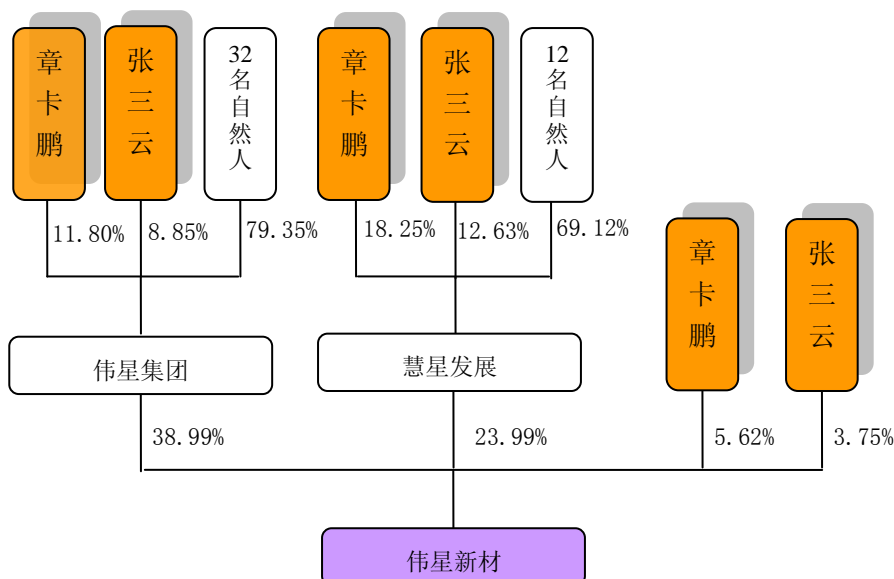 章卡鹏
张三云
32名自然人
章卡鹏
张三云
12名自然人
11.80%
8.85%
79.35%
18.25%
12.63%
69.12%
章卡鹏
张三云
伟星集团
慧星发展
38.99%
23.99%
5.62%
3.75%
伟星新材